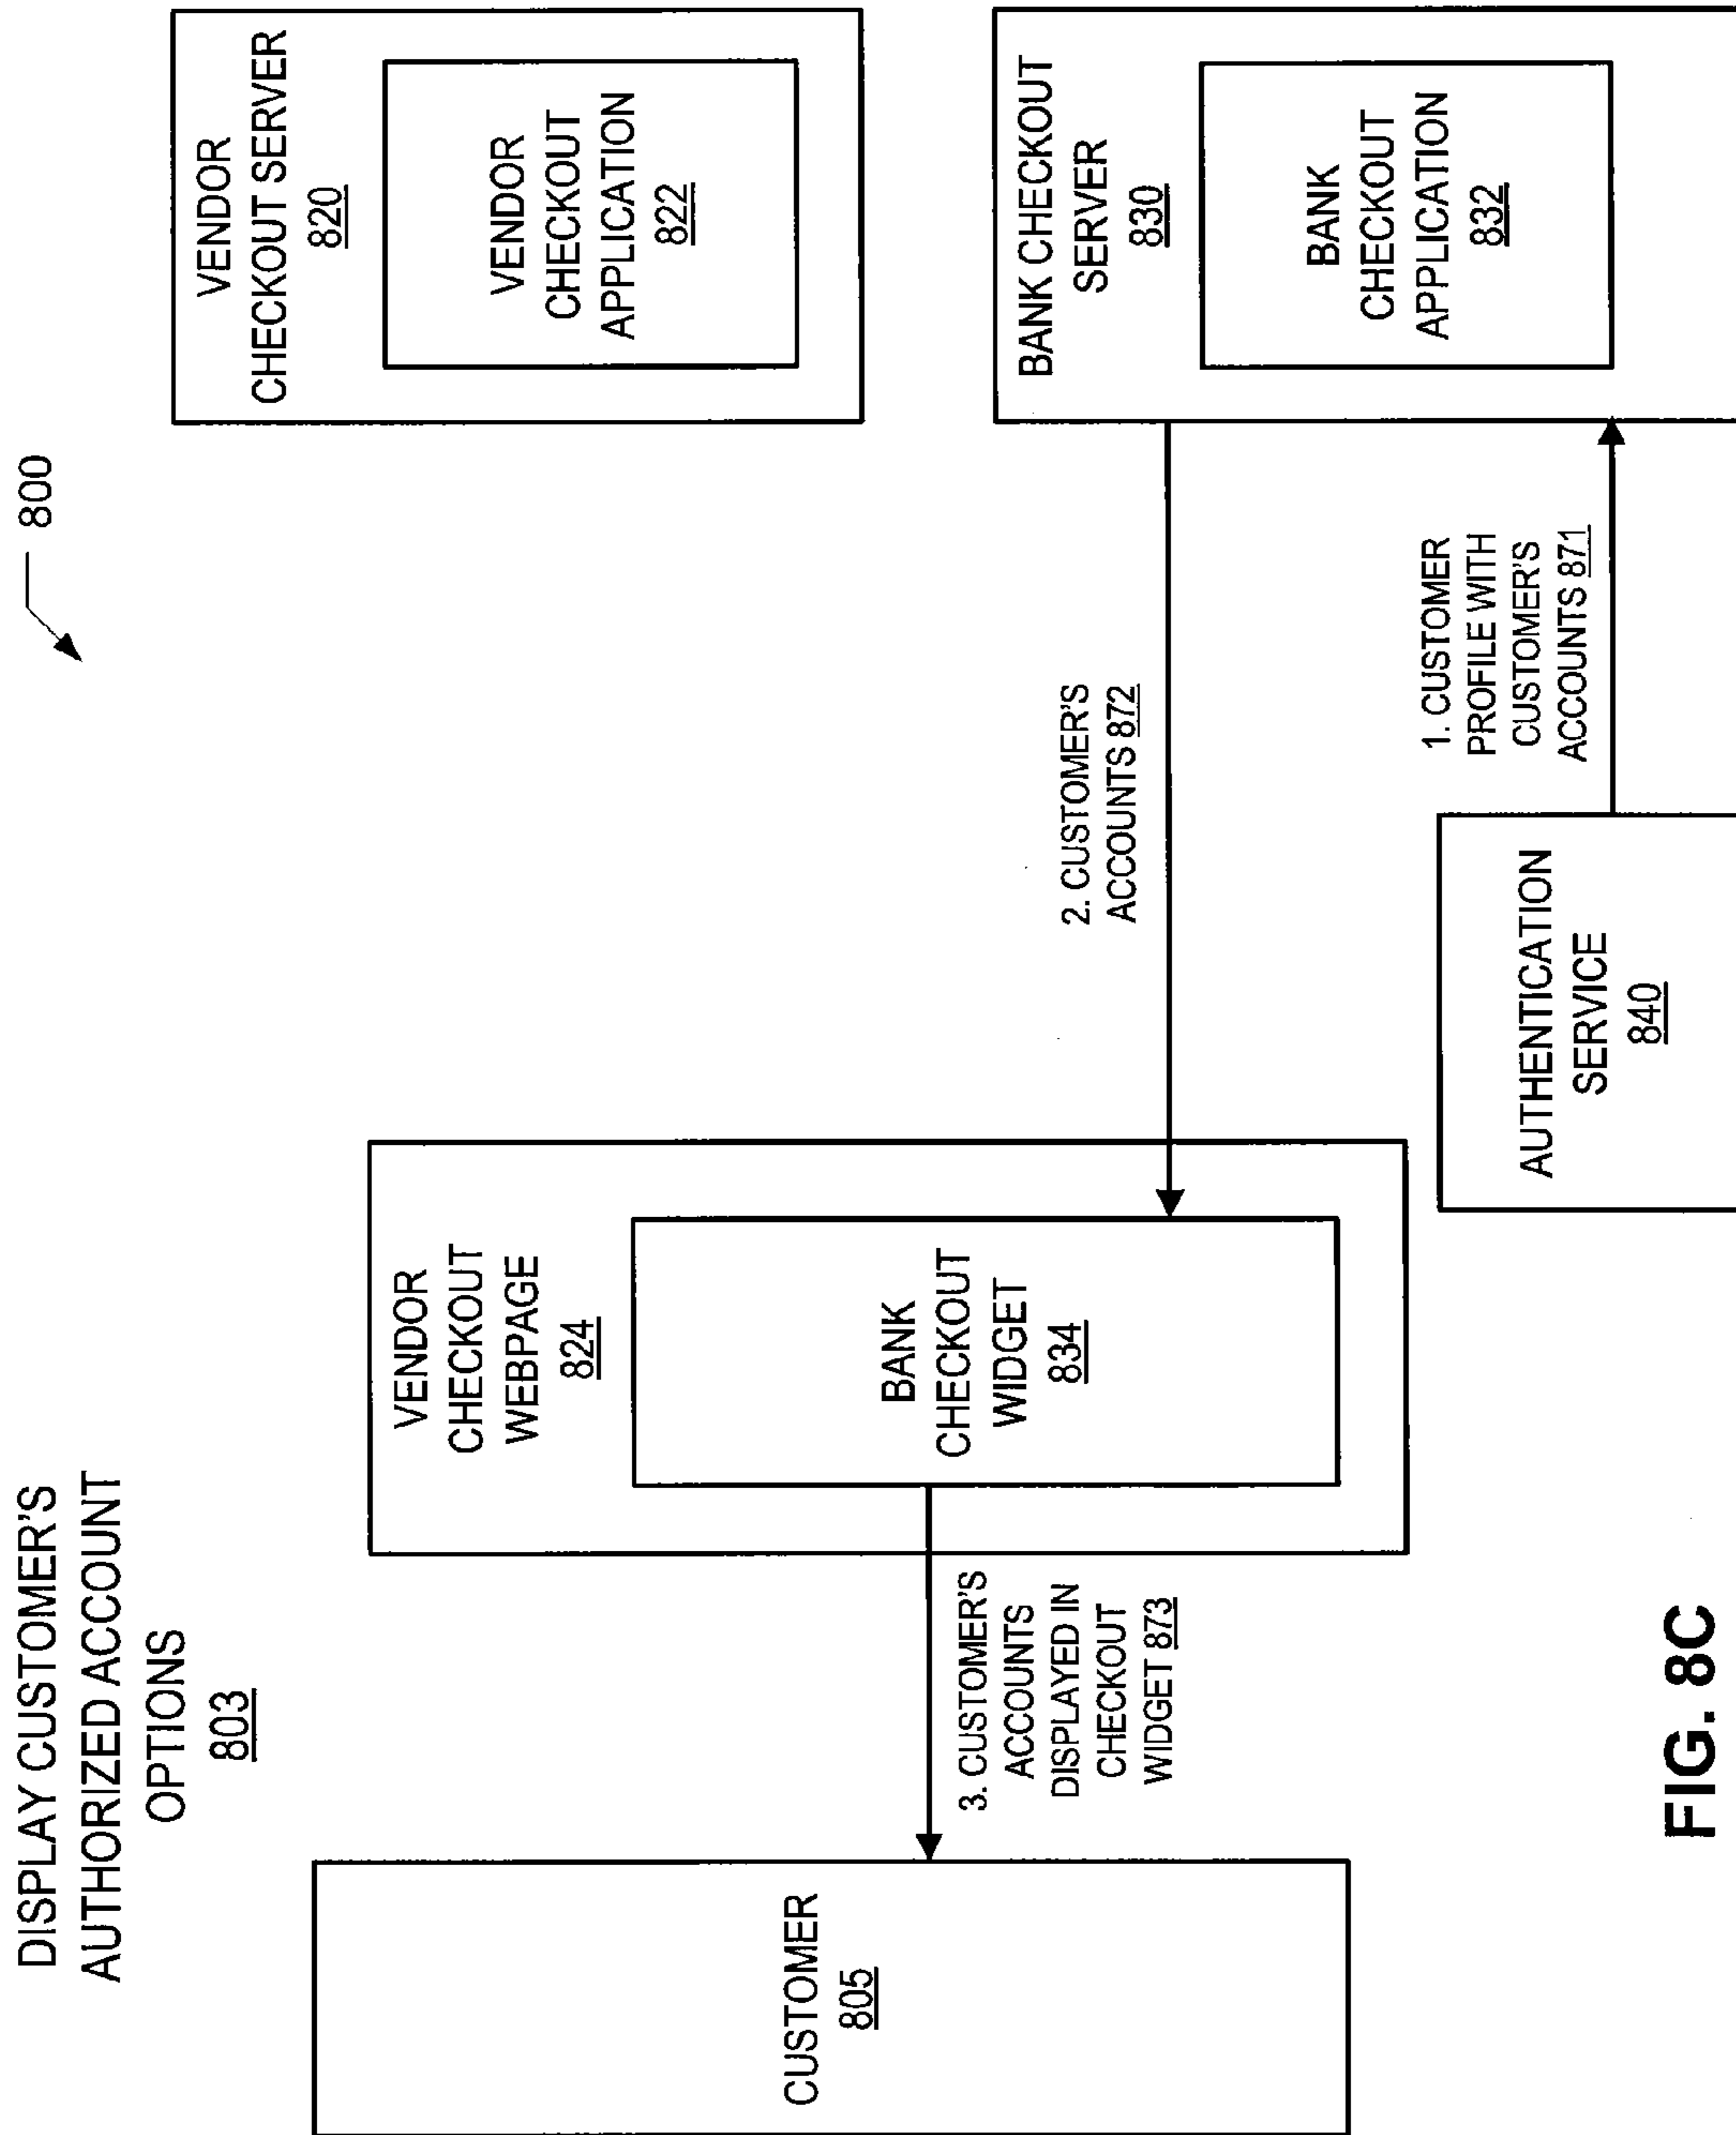 DISPLAY CUSTOMER'S
AUTHORIZED ACCOUNT
OPTIONS
803
800
CUSTOMER
805
3. CUSTOMER'S
ACCOUNTS
DISPLAYED IN
CHECKOUT
WIDGET 873
VENDOR
CHECKOUT
WEBPAGE
824
BANK
CHECKOUT
WIDGET
834
2. CUSTOMER'S
ACCOUNTS 872
VENDOR
CHECKOUT SERVER
820
VENDOR
CHECKOUT
APPLICATION
822
BANK CHECKOUT
SERVER
830
BANK
CHECKOUT
APPLICATION
832
1. CUSTOMER
PROFILE WITH
CUSTOMER'S
ACCOUNTS 871
AUTHENTICATION
SERVICE
840
FIG. 8C